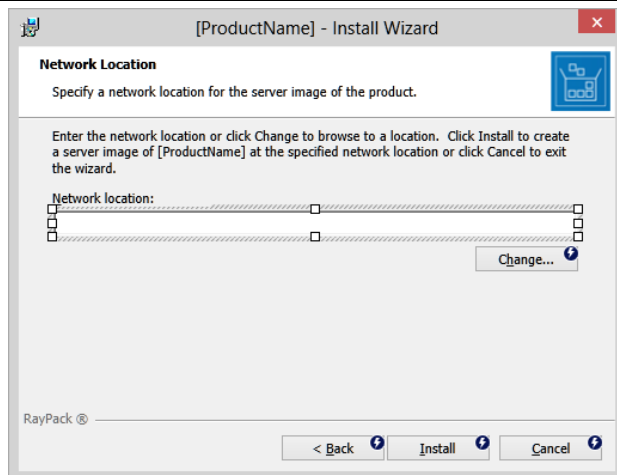 [ProductName] - Install Wizard
Network Location
Specify a network location for the server image of the product.
Enter the network location or click Change to browse to a location. Click Install to create
a server image of [ProductName] at the specified network location or click Cancel to exit
the wizard.
Network location:
Change...
RayPack ®
< Back Install Cancel